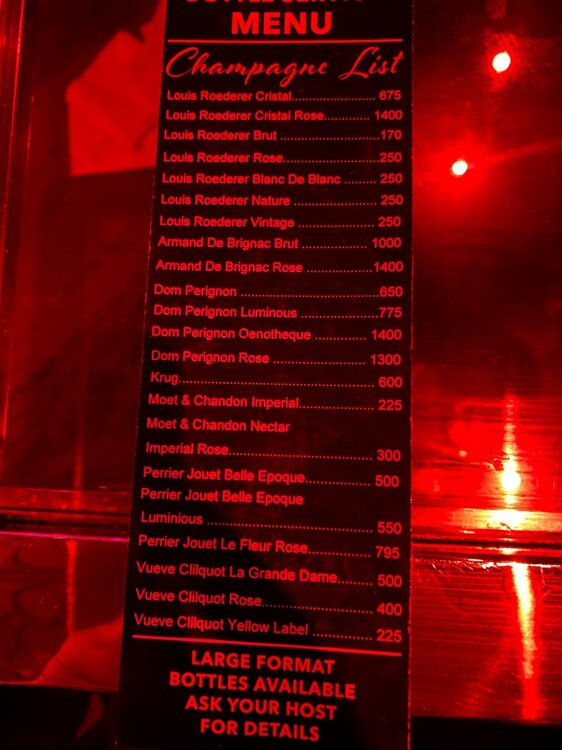 BOTTLE SERVICE
MENU
Champagne List
Louis Roederer Cristal........................ 675
Louis Roederer Cristal Rose............. 1400
Louis Roederer Brut ............................ 170
Louis Roederer Rose...........................250
Louis Roederer Blanc De Blanc ......... 250
Louis Roederer Nature ........................ 250
Louis Roederer Vintage ....................... 250
Armand De Brignac Brut .................... 1000
Armand De Brignac Rose ...................1400
Dom Perignon .......................................650
Dom Perignon Luminous .....................775
Dom Perignon Oenotheque ............... 1400
Dom Perignon Rose ........................... 1300
Krug....................................................... 600
Moet & Chandon Imperial..................... 225
Moet & Chandon Nectar
Imperial Rose......................................... 300
Perrier Jouet Belle Epoque................... 500
Perrier Jouet Belle Epoque
Luminious .............................................. 550
Perrier Jouet Le Fleur Rose.................. 795
Vueve Clilquot La Grande Dame.......... 500
Vueve Clilquot Rose............................... 400
Vueve Clilquot Yellow Label ................. 225
LARGE FORMAT
BOTTLES AVAILABLE
ASK YOUR HOST
FOR DETAILS